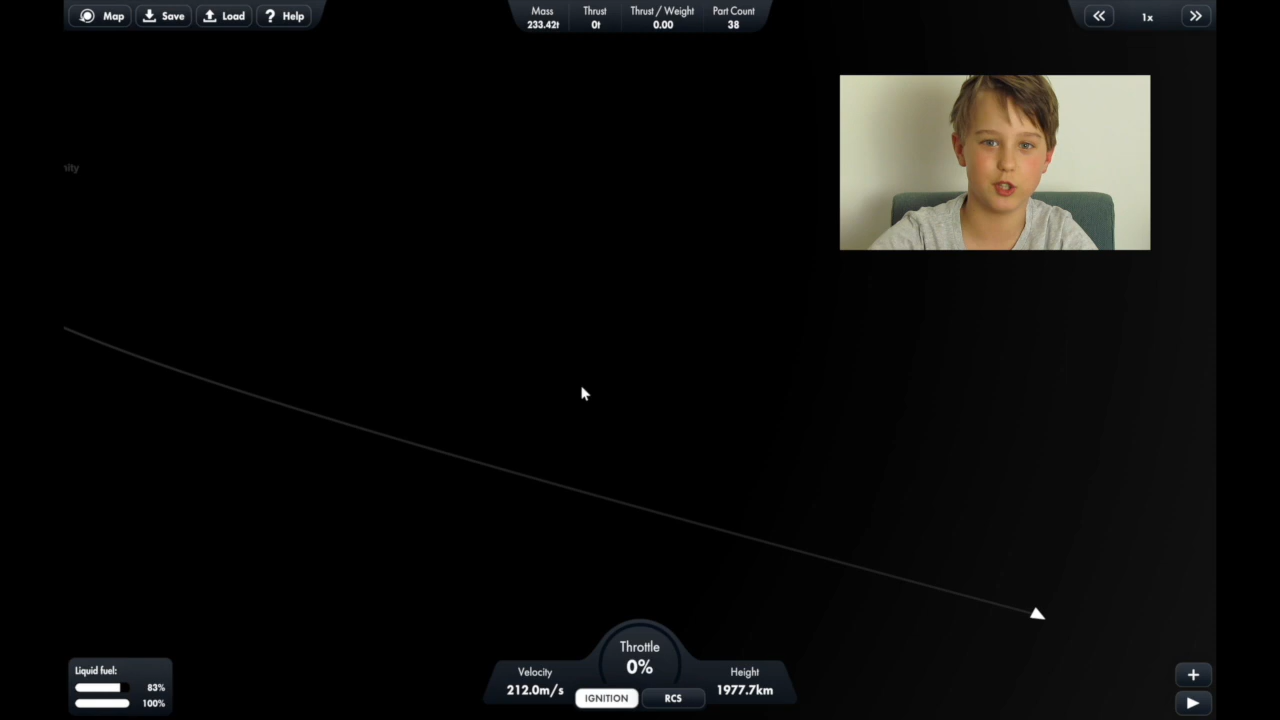 Map
Save
Load
Help
Mass
233.42t
Thrust
0t
Thrust / Weight
0.00
Part Count
38
1x
Liquid fuel:
83%
100%
Throttle
0%
Velocity
212.0m/s
Height
1977.7km
IGNITION
RCS